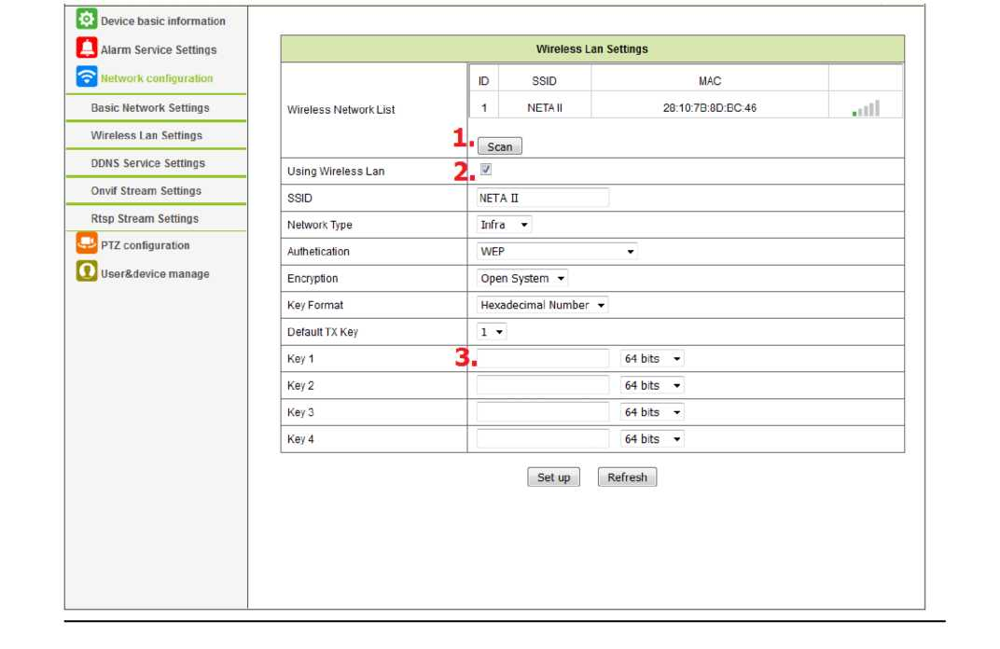 Device basic information
Alarm Service Settings
Network configuration
Basic Network Settings
Wireless Lan Settings
DDNS Service Settings
Onvif Stream Settings
Rtsp Stream Settings
PTZ configuration
User&device manage
Wireless Lan Settings
Wireless Network List
ID SSID MAC
1 NETA II 28:10:7B:8D:BC:46
1. Scan
Using Wireless Lan 2.
SSID NETA II
Network Type Infra
Authetication WEP
Encryption Open System
Key Format Hexadecimal Number
Default TX Key 1
Key 1 3. 64 bits
Key 2 64 bits
Key 3 64 bits
Key 4 64 bits
Set up Refresh